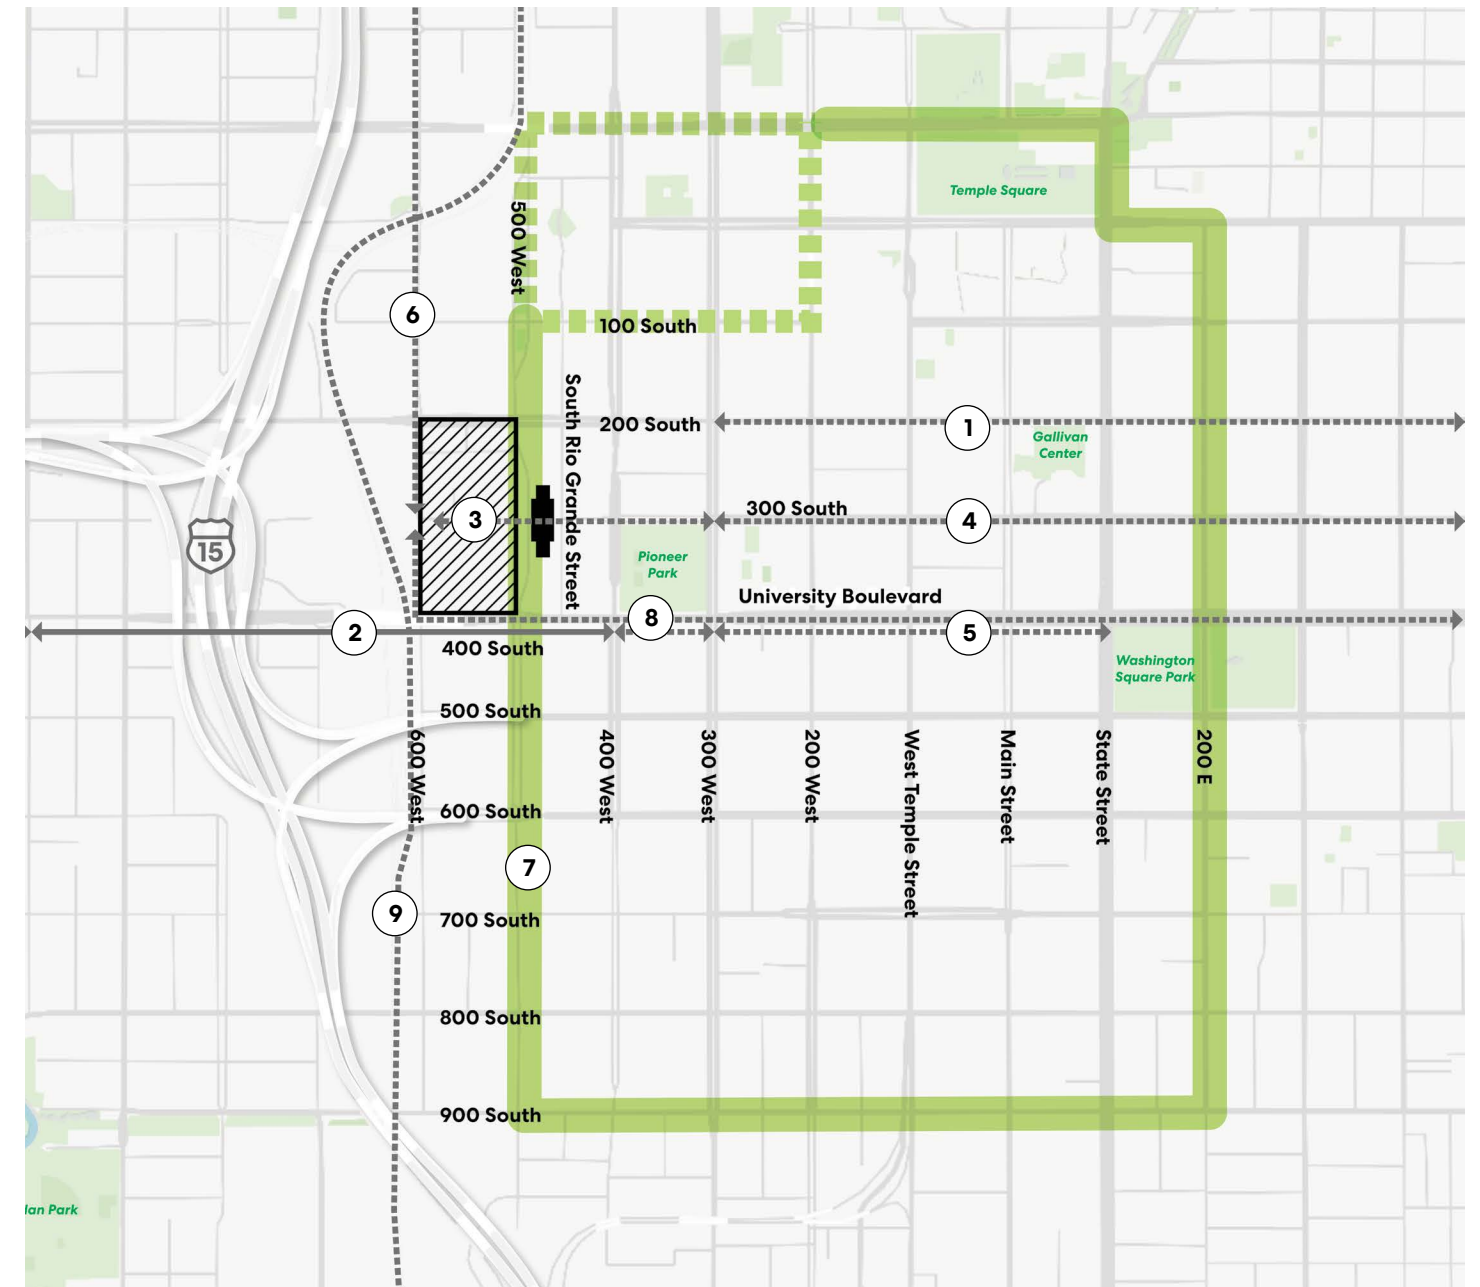 Temple Square
500 West
6
100 South
South Rio Grande Street
200 South
1
Gallivan
Center
300 South
3
4
15
Pioneer
Park
University Boulevard
8
2
5
400 South
Washington
Square Park
500 South
600 West
400 West
300 West
200 West
West Temple Street
Main Street
State Street
200 E
600 South
7
9
700 South
800 South
900 South
dan Park